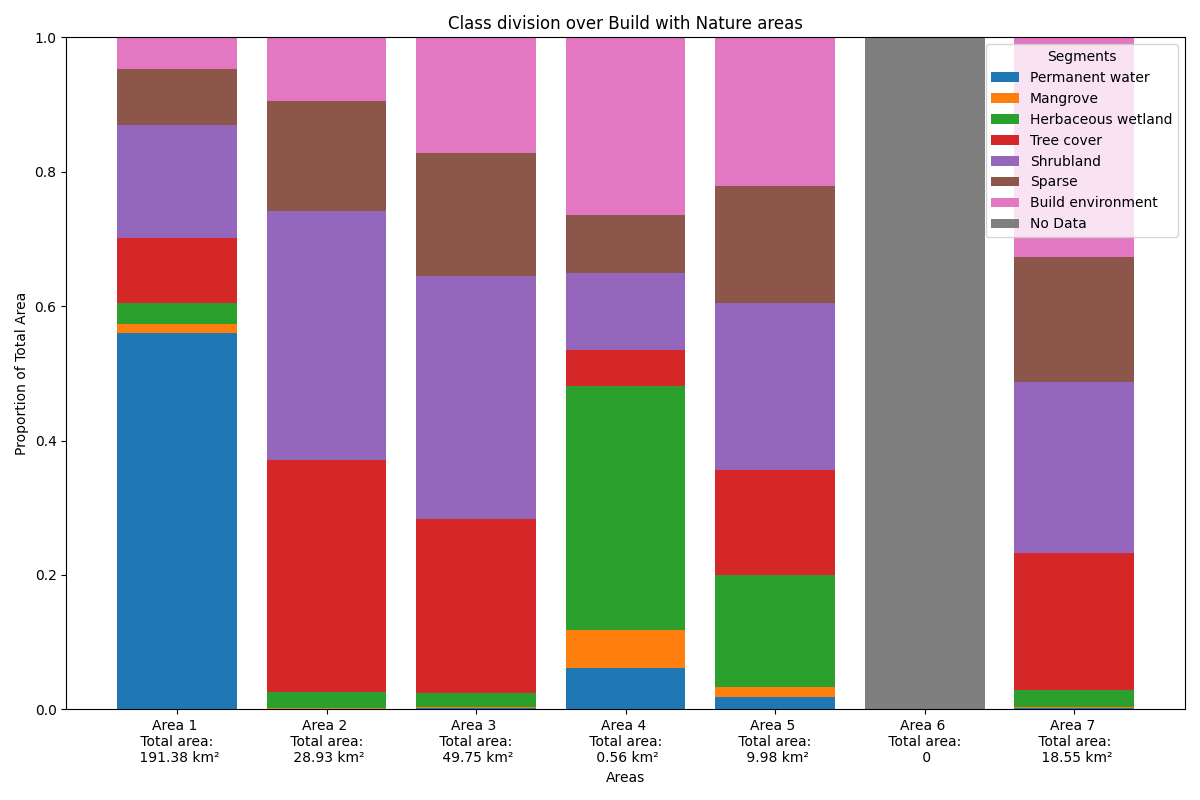 Class division over Build with Nature areas
Proportion of Total Area
1.0
0.8
0.6
0.4
0.2
0.0
Segments
Permanent water
Mangrove
Herbaceous wetland
Tree cover
Shrubland
Sparse
Build environment
No Data
Area 1
Total area:
191.38 km²
Area 2
Total area:
28.93 km²
Area 3
Total area:
49.75 km²
Area 4
Total area:
0.56 km²
Area 5
Total area:
9.98 km²
Area 6
Total area:
0
Area 7
Total area:
18.55 km²
Areas